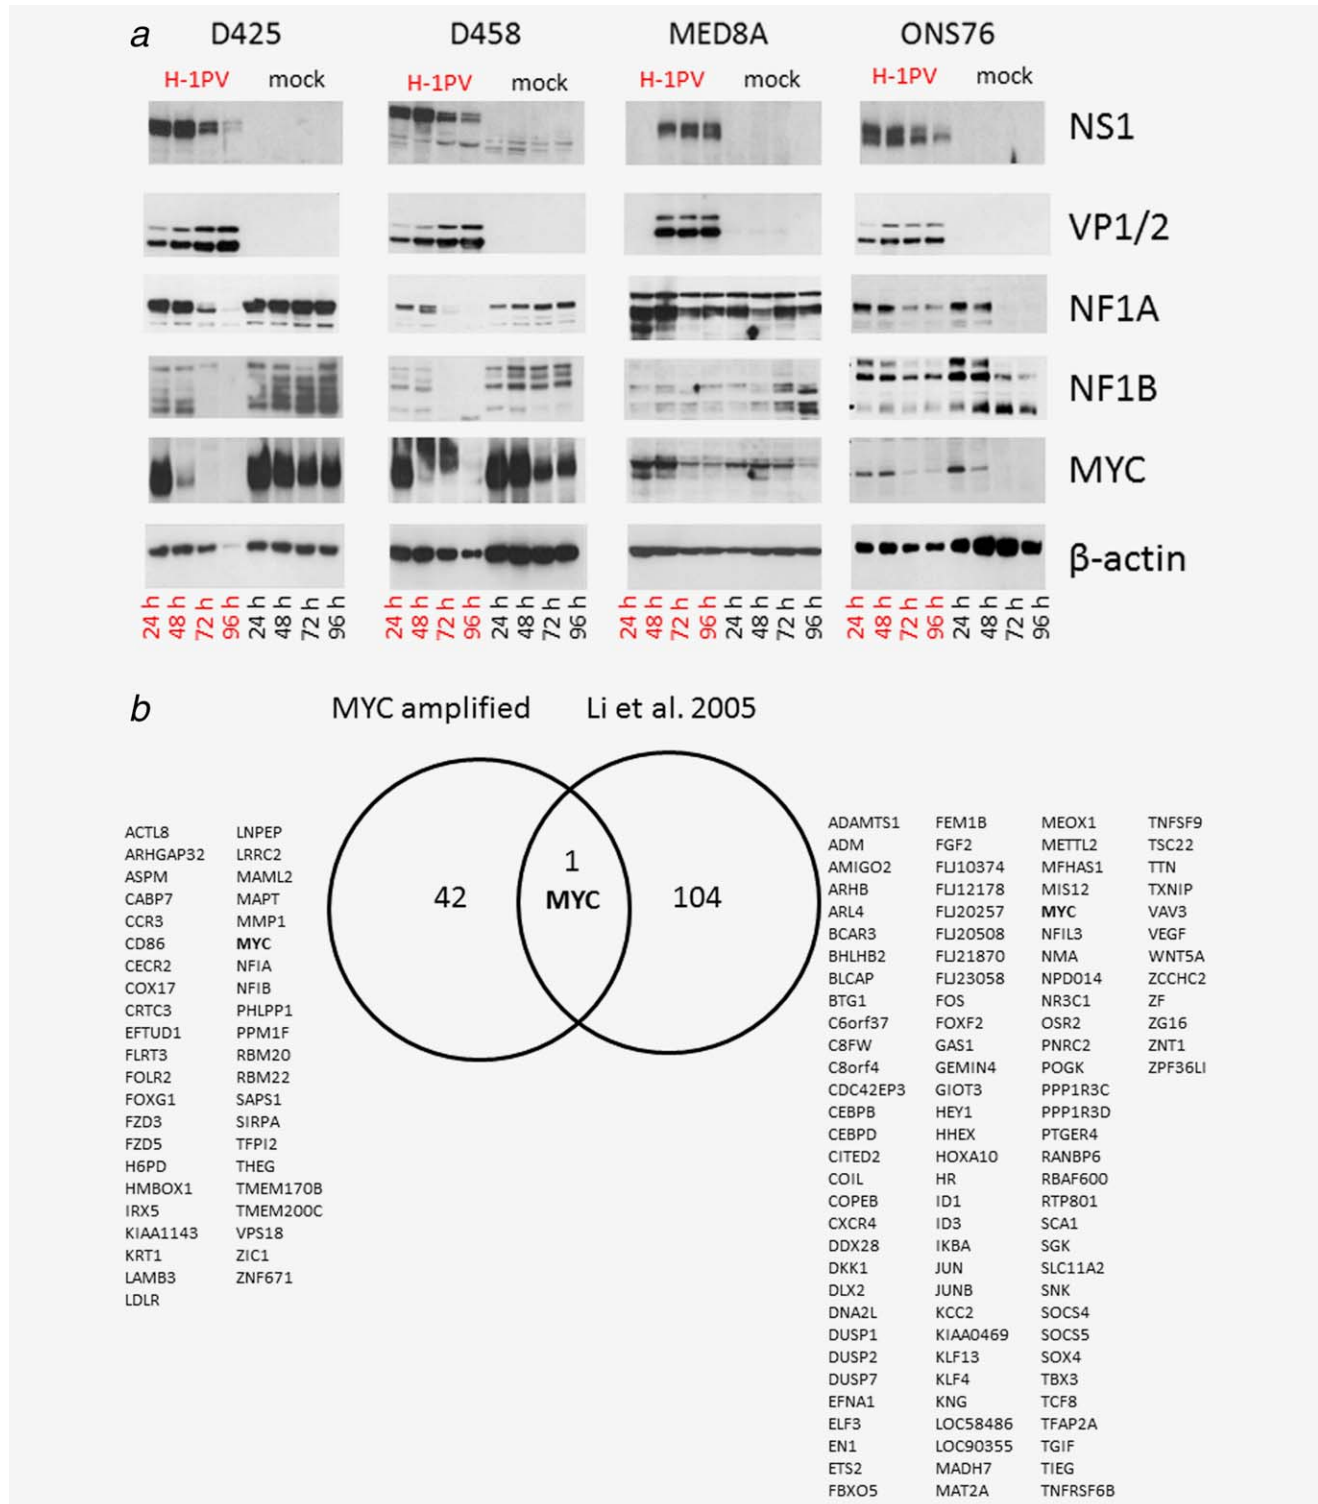 a
D425 D458 MED8A ONS76
H-1PV mock H-1PV mock H-1PV mock H-1PV mock
NS1
VP1/2
NF1A
NF1B
MYC
β-actin
24 h 48 h 72 h 96 h 24 h 48 h 72 h 96 h 24 h 48 h 72 h 96 h 24 h 48 h 72 h 96 h 24 h 48 h 72 h 96 h 24 h 48 h 72 h 96 h 24 h 48 h 72 h 96 h 24 h 48 h 72 h 96 h
b
MYC amplified Li et al. 2005
42
1
MYC
104
ACTL8 LNPEP
ARHGAP32 LRRC2
ASPM MAML2
CABP7 MAPT
CCR3 MMP1
CD86 MYC
CECR2 NFIA
COX17 NFIB
CRTC3 PHLPP1
EFTUD1 PPM1F
FLRT3 RBM20
FOLR2 RBM22
FOXG1 SAPS1
FZD3 SIRPA
FZD5 TFPI2
H6PD THEG
HMBOX1 TMEM170B
IRX5 TMEM200C
KIAA1143 VPS18
KRT1 ZIC1
LAMB3 ZNF671
LDLR
ADAMTS1 FEM1B MEOX1 TNFSF9
ADM FGF2 METTL2 TSC22
AMIGO2 FLJ10374 MFHAS1 TTN
ARHB FLJ12178 MIS12 TXNIP
ARL4 FLJ20257 MYC VAV3
BCAR3 FLJ20508 NFIL3 VEGF
BHLHB2 FLJ21870 NMA WNT5A
BLCAP FLJ23058 NPD014 ZCCHC2
BTG1 FOS NR3C1 ZF
C6orf37 FOXF2 OSR2 ZG16
C8FW GAS1 PNRC2 ZNT1
C8orf4 GEMIN4 POGK ZPF36LI
CDC42EP3 GIOT3 PPP1R3C
CEBPB HEY1 PPP1R3D
CEBPD HHEX PTGER4
CITED2 HOXA10 RANBP6
COIL HR RBAF600
COPEB ID1 RTP801
CXCR4 ID3 SCA1
DDX28 IKBA SGK
DKK1 JUN SLC11A2
DLX2 JUNB SNK
DNA2L KCC2 SOCS4
DUSP1 KIAA0469 SOCS5
DUSP2 KLF13 SOX4
DUSP7 KLF4 TBX3
EFNA1 KNG TCF8
ELF3 LOC58486 TFAP2A
EN1 LOC90355 TGIF
ETS2 MADH7 TIEG
FBXO5 MAT2A TNFRSF6B